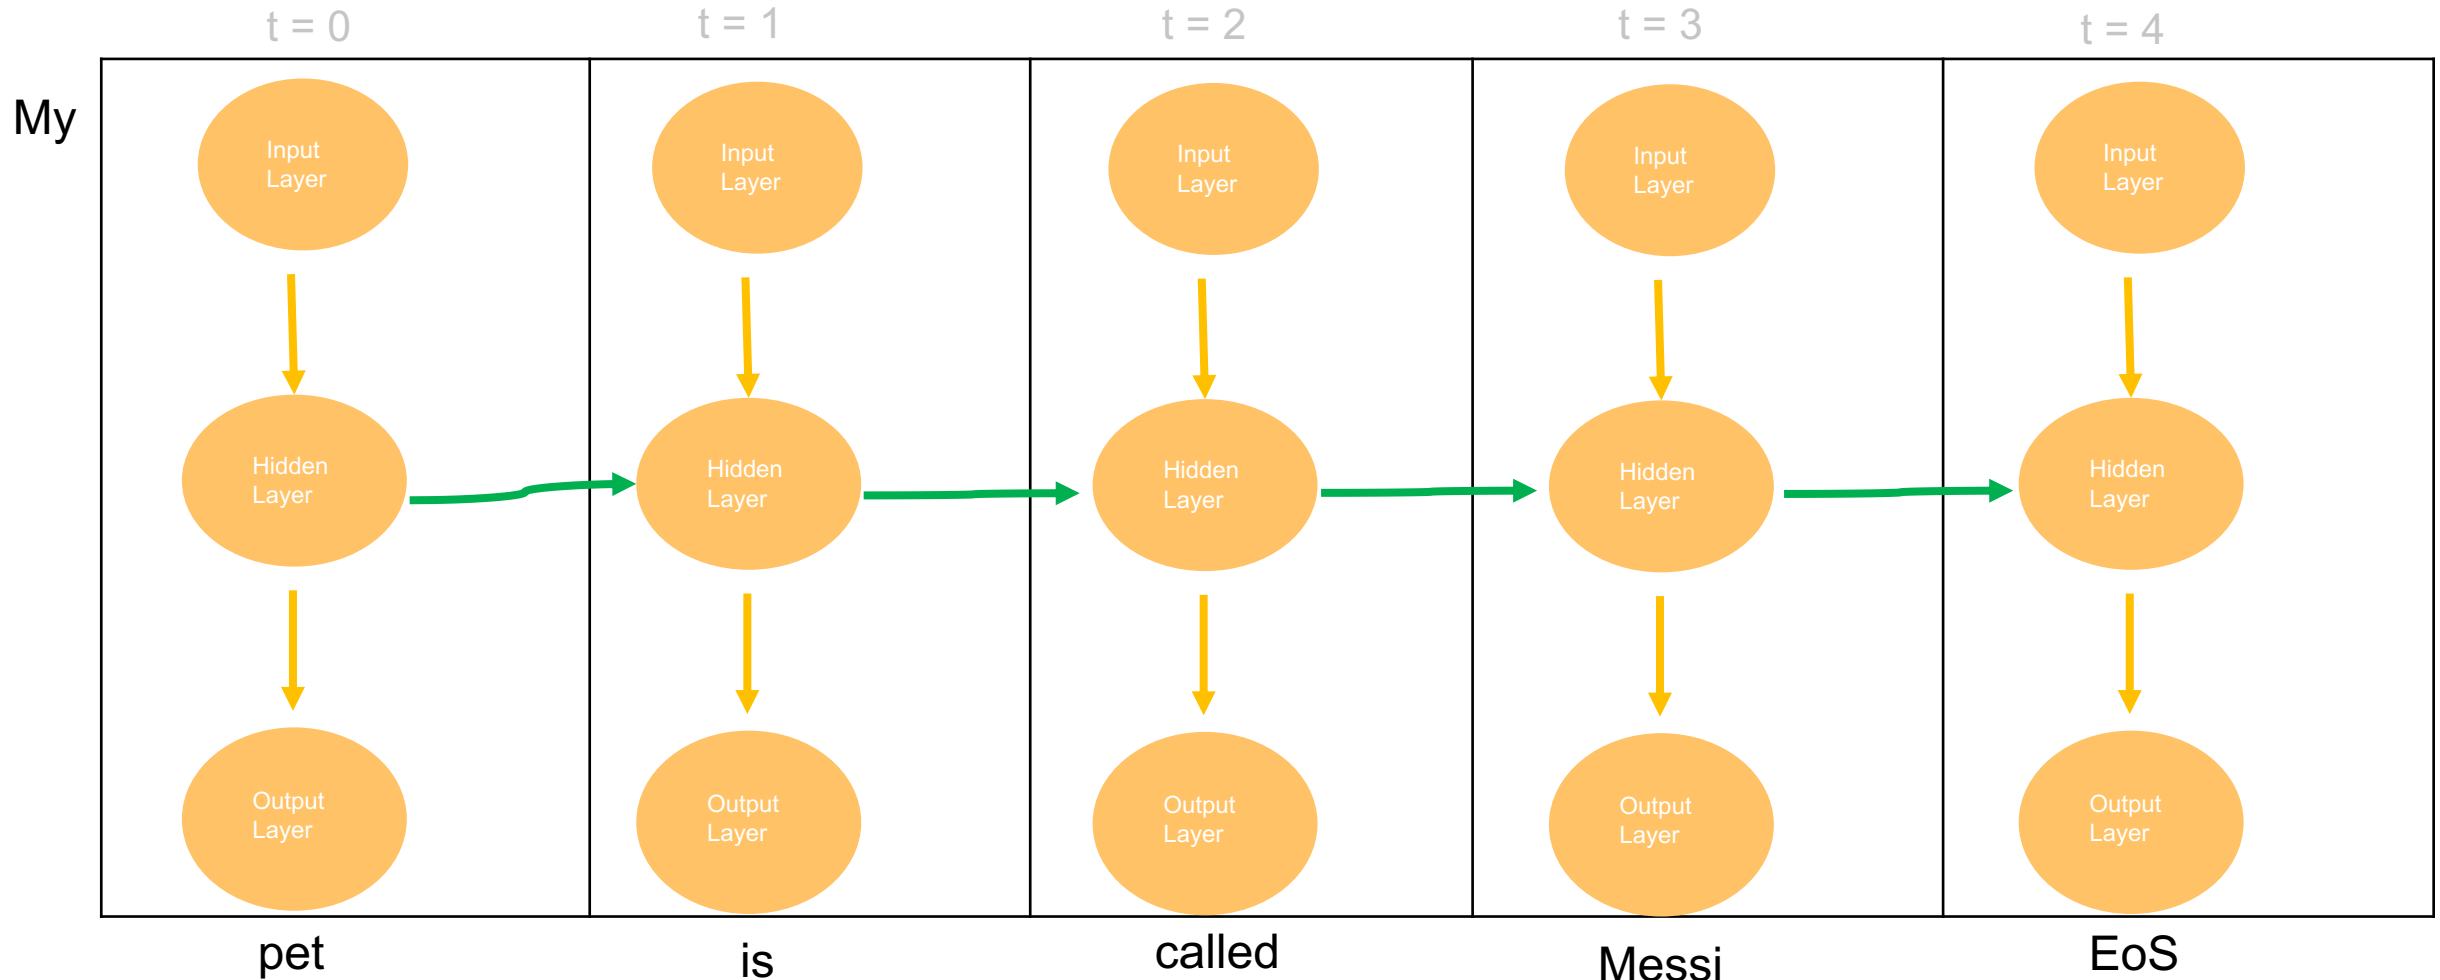 t = 0
t = 1
t = 2
t = 3
t = 4
My
Input
Layer
Input
Layer
Input
Layer
Input
Layer
Input
Layer
Hidden
Layer
Hidden
Layer
Hidden
Layer
Hidden
Layer
Hidden
Layer
Output
Layer
Output
Layer
Output
Layer
Output
Layer
Output
Layer
pet
is
called
Messi
EoS